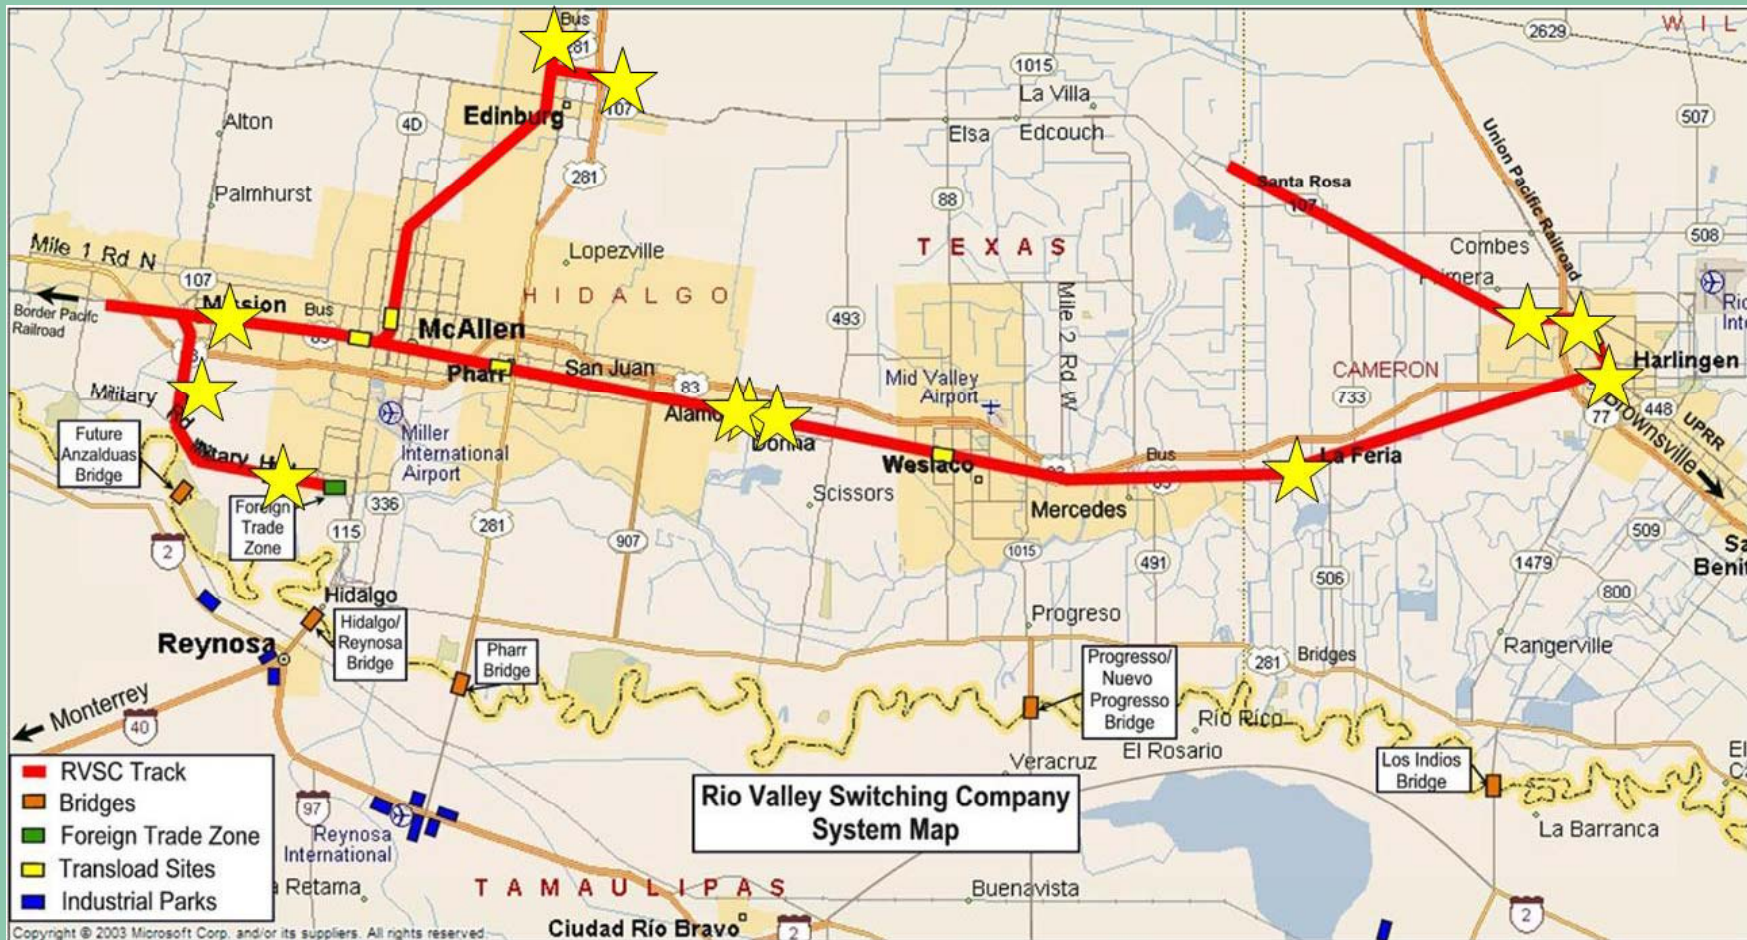 Bus
81
2629
W I L
1015
La Villa
107
Edinburg
Alton
4D
Elsa
Edcouch
507
Union Pacific Railroad
281
Palmhurst
88
Santa Rosa
107
Lopezville
T E X A S
Combes
508
Mile 1 Rd N
107
Primera
H I D A L G O
Mile 2 Rd W
Border Pacifc
Railroad
Mission
Bus
McAllen
493
Harlingen
San Juan
Pharr
83
CAMERON
Mid Valley
Airport
733
Military
Rd
448
77
Brownsville
UPRR
Alamo
Donna
Miller
International
Airport
Future
Anzalduas
Bridge
Weslaco
Bus
La Feria
83
Scissors
Mercedes
336
Foreign
Trade
Zone
115
281
907
2
1015
491
509
1479
506
800
Hidalgo
Progreso
Rangerville
Hidalgo/
Reynosa
Bridge
Reynosa
Pharr
Bridge
Progresso/
Nuevo
Progresso
Bridge
281
Bridges
Monterrey
40
Río Rico
El Rosario
Veracruz
Los Indios
Bridge
RVSC Track
Bridges
Foreign Trade Zone
Transload Sites
Industrial Parks
97
Reynosa
International
Rio Valley Switching Company
System Map
La Barranca
Retama
T A M A U L I P A S
Buenavista
Ciudad Río Bravo
2
2
Copyright © 2003 Microsoft Corp. and/or its suppliers. All rights reserved.